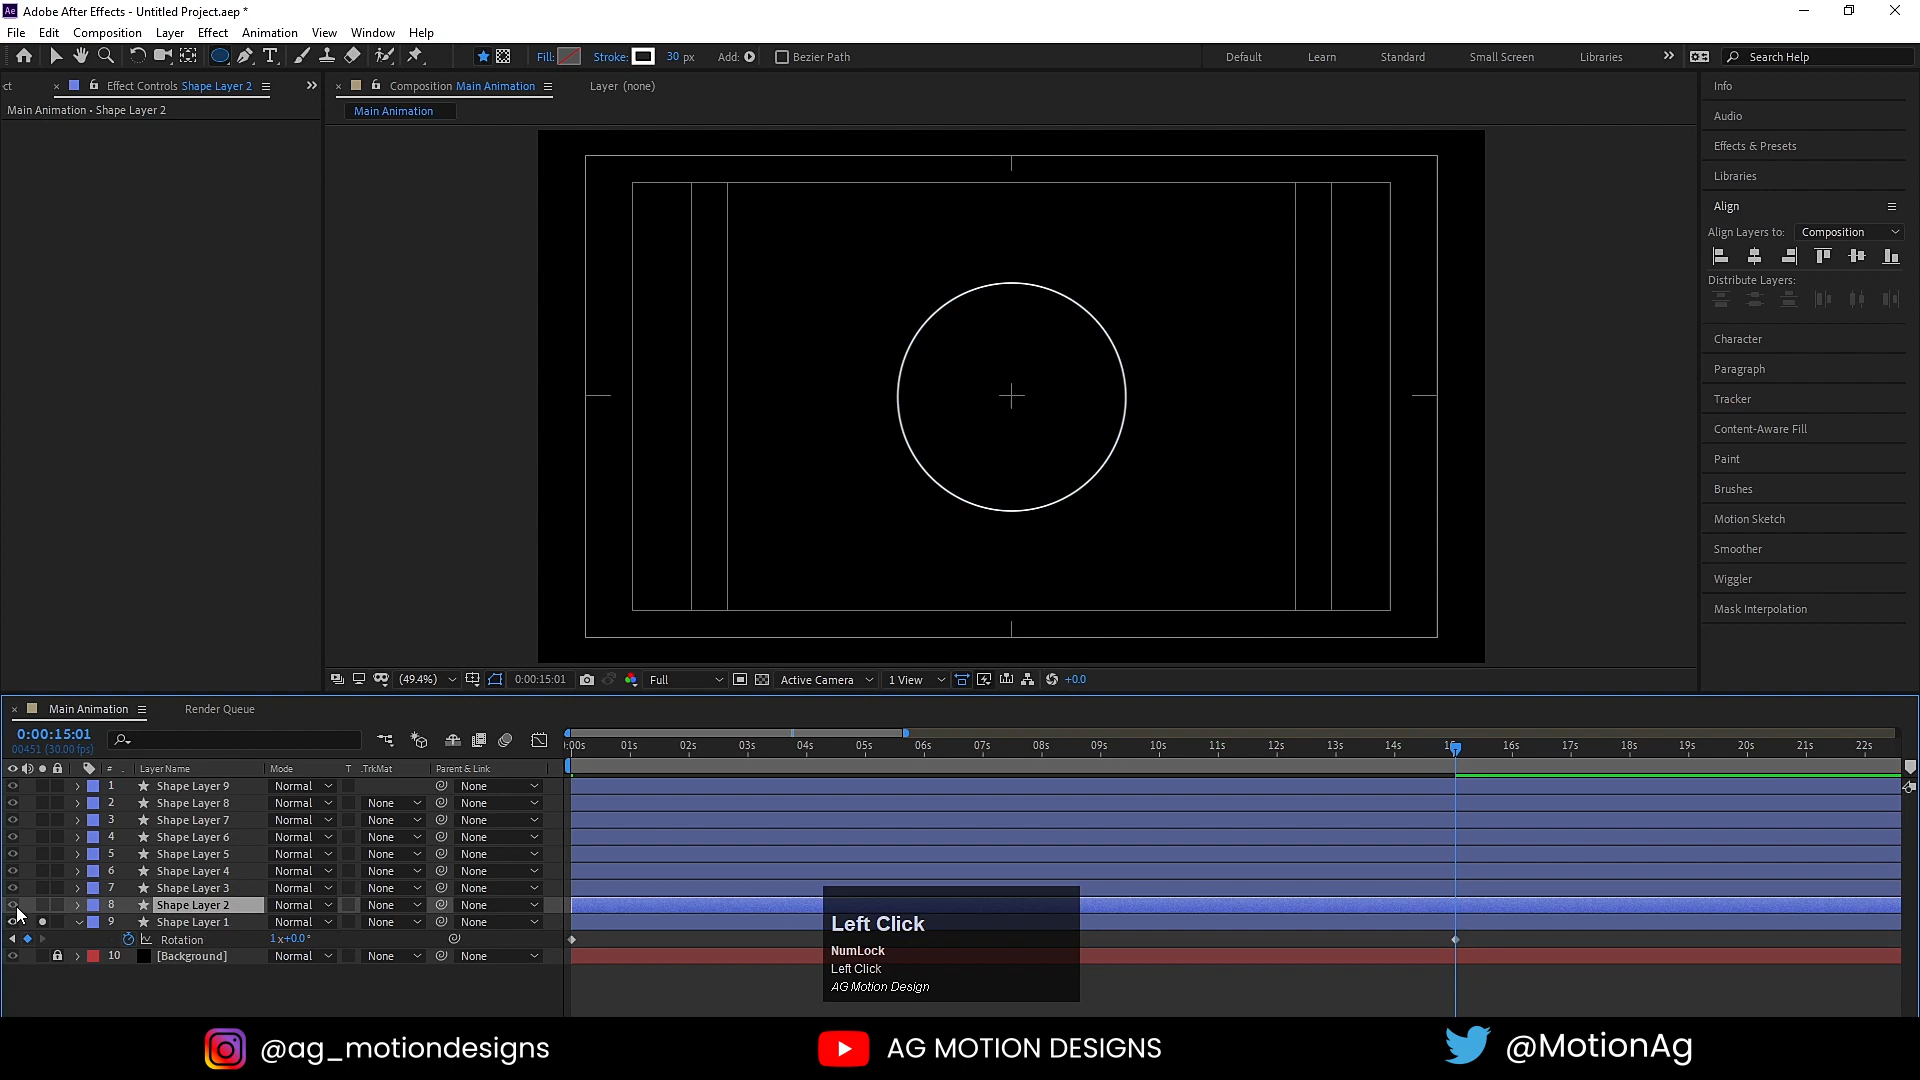 Ae Adobe After Effects - Untitled Project.aep *
File Edit Composition Layer Effect Animation View Window Help
Fill: Stroke: 30 px Add: Bezier Path Default Learn Standard Small Screen Libraries Search Help
ct Effect Controls Shape Layer 2
Main Animation • Shape Layer 2
Composition Main Animation Layer (none)
Main Animation
Info
Audio
Effects & Presets
Libraries
Align
Align Layers to: Composition
Distribute Layers:
Character
Paragraph
Tracker
Content-Aware Fill
Paint
Brushes
Motion Sketch
Smoother
Wiggler
Mask Interpolation
(49.4%) 0:00:15:01 Full Active Camera 1 View +0.0
Main Animation Render Queue
0:00:15:01
00451 (30.00 fps)
:00s 01s 02s 03s 04s 05s 06s 07s 08s 09s 10s 11s 12s 13s 14s 16s 17s 18s 19s 20s 21s 22s
# Layer Name Mode T .TrkMat Parent & Link
1 Shape Layer 9 Normal None
2 Shape Layer 8 Normal None None
3 Shape Layer 7 Normal None None
4 Shape Layer 6 Normal None None
5 Shape Layer 5 Normal None None
6 Shape Layer 4 Normal None None
7 Shape Layer 3 Normal None None
8 Shape Layer 2 Normal None None
9 Shape Layer 1 Normal None None
Rotation 1x+0.0°
10 [Background] Normal None None
Left Click
NumLock
Left Click
AG Motion Design
@ag_motiondesigns AG MOTION DESIGNS @MotionAg